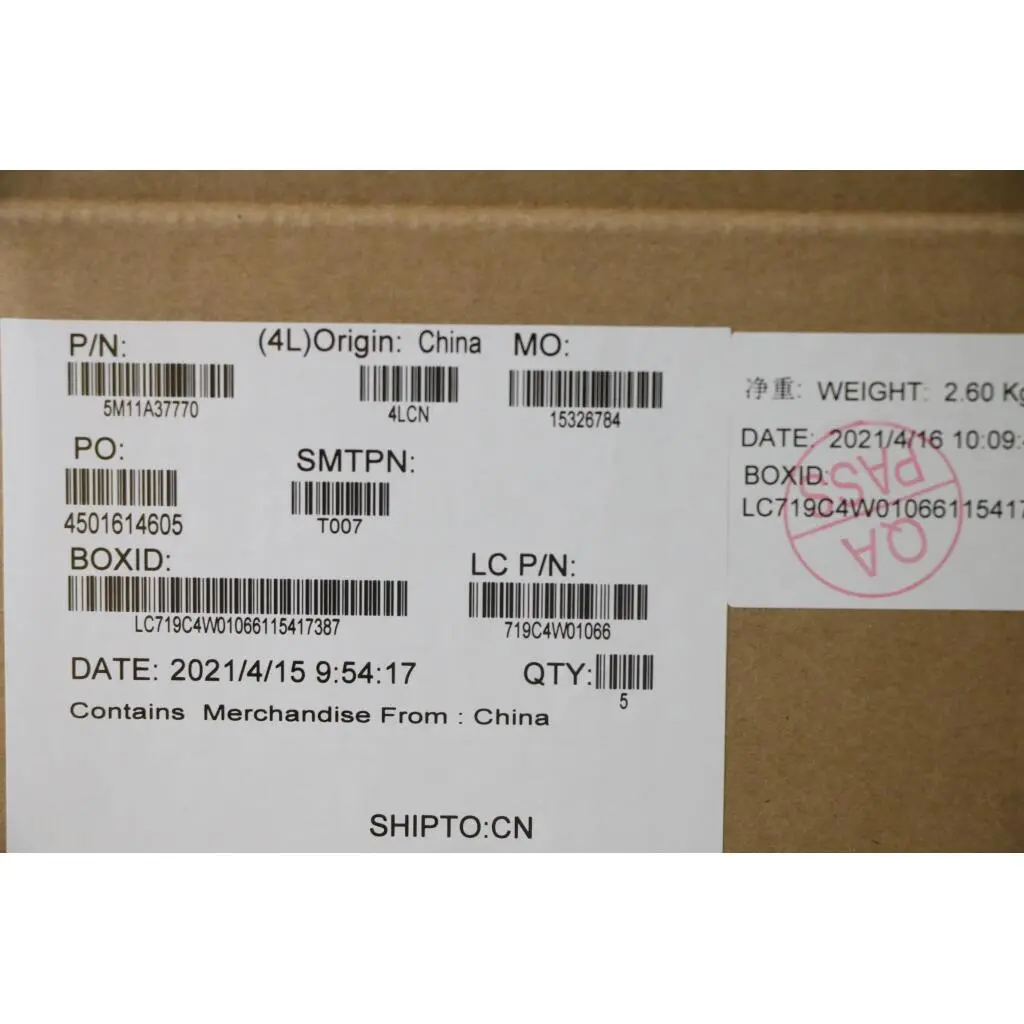 P/N: (4L)Origin: China MO:
5M11A37770 4LCN 15326784
PO: SMTPN:
4501614605 T007
BOXID: LC P/N:
LC719C4W01066115417387 719C4W01066
DATE: 2021/4/15 9:54:17 QTY:
5
Contains Merchandise From : China
SHIPTO:CN
净重: WEIGHT: 2.60 Kg
DATE: 2021/4/16 10:09:
BOXID:
LC719C4W01066115417
QA
PASS